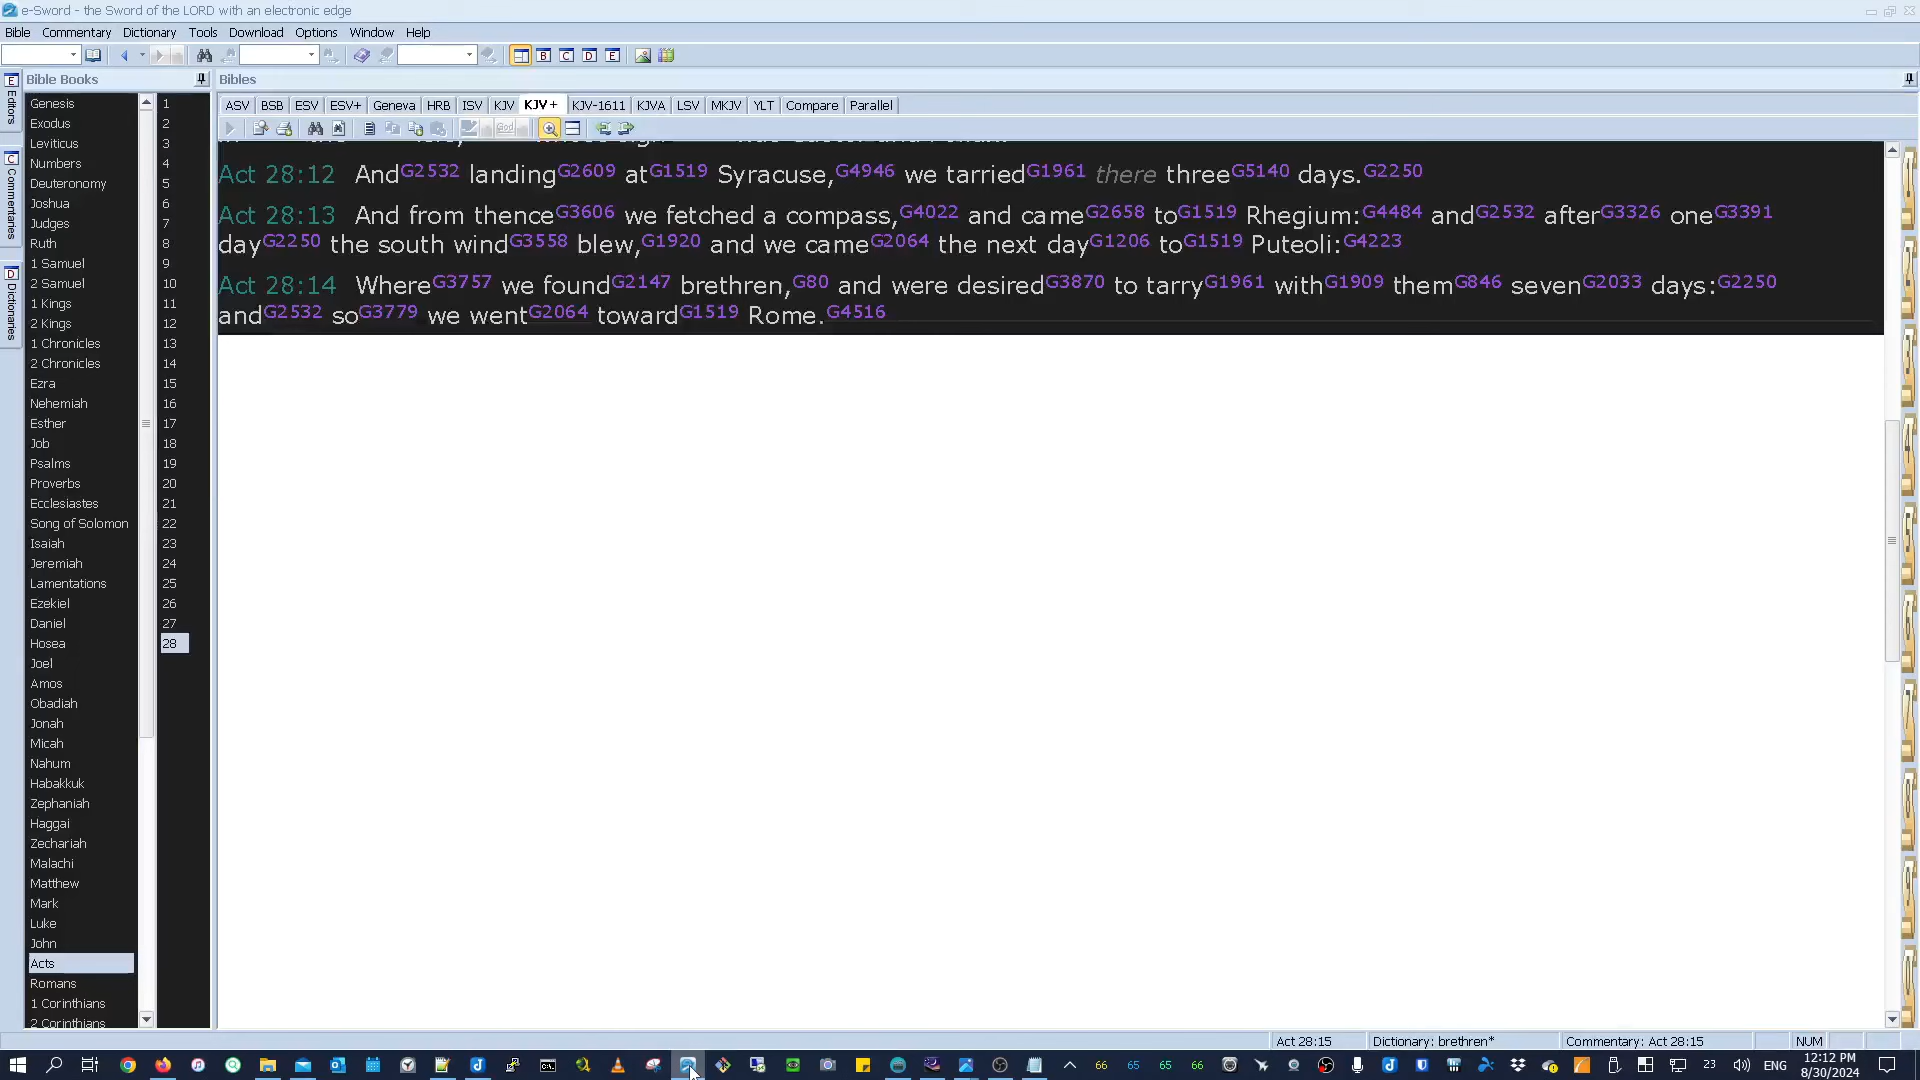 e-Sword - the Sword of the LORD with an electronic edge
Bible Commentary Dictionary Tools Download Options Window Help
B C D E
Bible Books
Bibles
ASV BSB ESV ESV+ Geneva HRB ISV KJV KJV+ KJV-1611 KJVA LSV MKJV YLT Compare Parallel
E Editors
C Commentaries
D Dictionaries
Genesis 1
Exodus 2
Leviticus 3
Numbers 4
Deuteronomy 5
Joshua 6
Judges 7
Ruth 8
1 Samuel 9
2 Samuel 10
1 Kings 11
2 Kings 12
1 Chronicles 13
2 Chronicles 14
Ezra 15
Nehemiah 16
Esther 17
Job 18
Psalms 19
Proverbs 20
Ecclesiastes 21
Song of Solomon 22
Isaiah 23
Jeremiah 24
Lamentations 25
Ezekiel 26
Daniel 27
Hosea 28
Joel
Amos
Obadiah
Jonah
Micah
Nahum
Habakkuk
Zephaniah
Haggai
Zechariah
Malachi
Matthew
Mark
Luke
John
Acts
Romans
1 Corinthians
2 Corinthians
Act 28:12 AndG2532 landingG2609 atG1519 Syracuse,G4946 we tarriedG1961 there threeG5140 days.G2250
Act 28:13 And from thenceG3606 we fetched a compass,G4022 and cameG2658 toG1519 Rhegium:G4484 andG2532 afterG3326 oneG3391
dayG2250 the south windG3558 blew,G1920 and we cameG2064 the next dayG1206 toG1519 Puteoli:G4223
Act 28:14 WhereG3757 we foundG2147 brethren,G80 and were desiredG3870 to tarryG1961 withG1909 themG846 sevenG2033 days:G2250
andG2532 soG3779 we wentG2064 towardG1519 Rome.G4516
Act 28:15 Dictionary: brethren* Commentary: Act 28:15 NUM
66 65 65 66 23 ENG 12:12 PM
8/30/2024